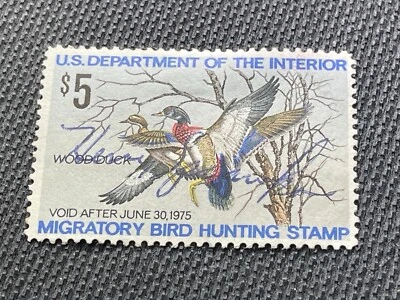 U.S. DEPARTMENT OF THE INTERIOR
$5
WOOD DUCK
VOID AFTER JUNE 30, 1975
MIGRATORY BIRD HUNTING STAMP